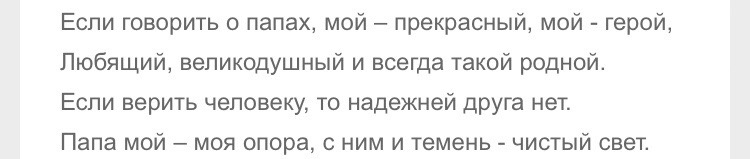 Если говорить о папах, мой – прекрасный, мой - герой,
Любящий, великодушный и всегда такой родной.
Если верить человеку, то надежней друга нет.
Папа мой – моя опора, с ним и темень - чистый свет.